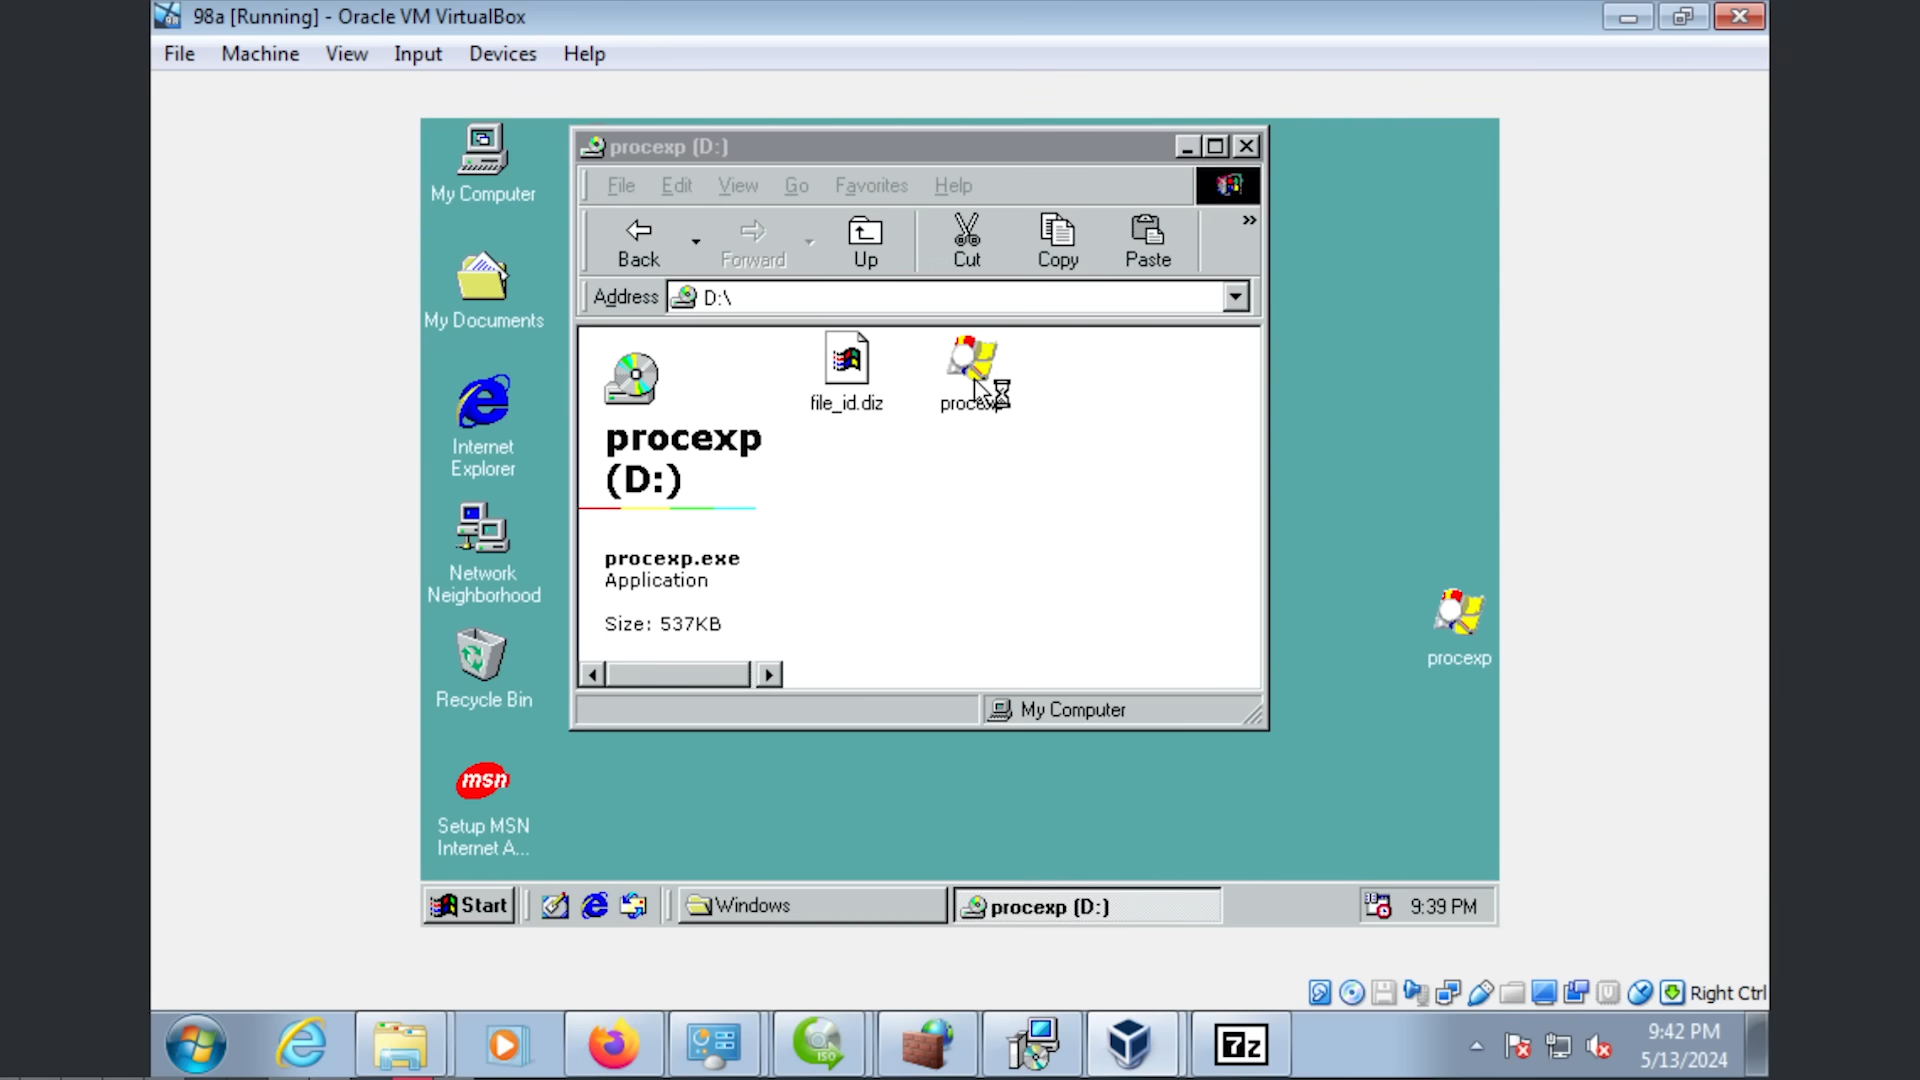 98a [Running] - Oracle VM VirtualBox
File Machine View Input Devices Help
My Computer
My Documents
Internet
Explorer
Network
Neighborhood
Recycle Bin
msn
Setup MSN
Internet A...
procexp (D:)
File Edit View Go Favorites Help
Back Forward Up Cut Copy Paste »
Address D:\
file_id.diz
procexp
(D:)
procexp.exe
Application
Size: 537KB
My Computer
procexp
Start Windows procexp (D:) 9:39 PM
Right Ctrl
ISO
7z
9:42 PM
5/13/2024